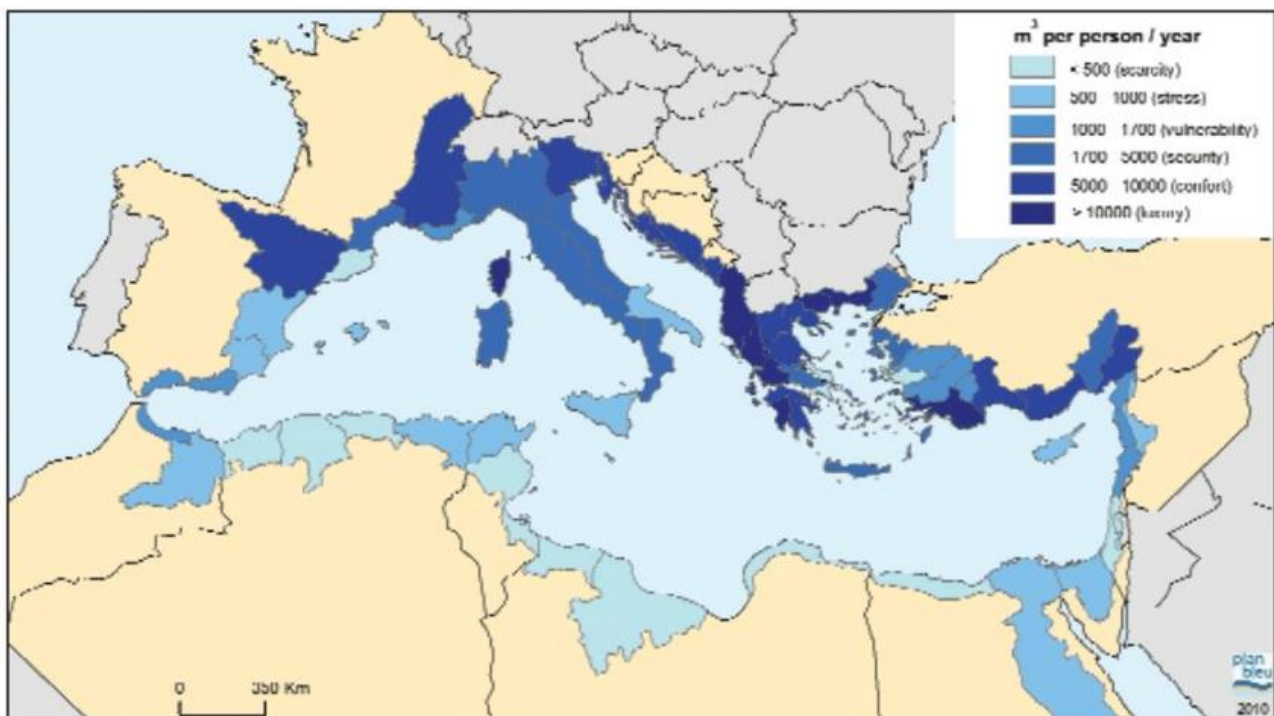 m³ per person / year
< 500 (scarcity)
500 1000 (stress)
1000 1700 (vulnerability)
1700 5000 (security)
5000 10000 (confort)
> 10000 (luxury)
0 350 Km
plan
bleu
2010